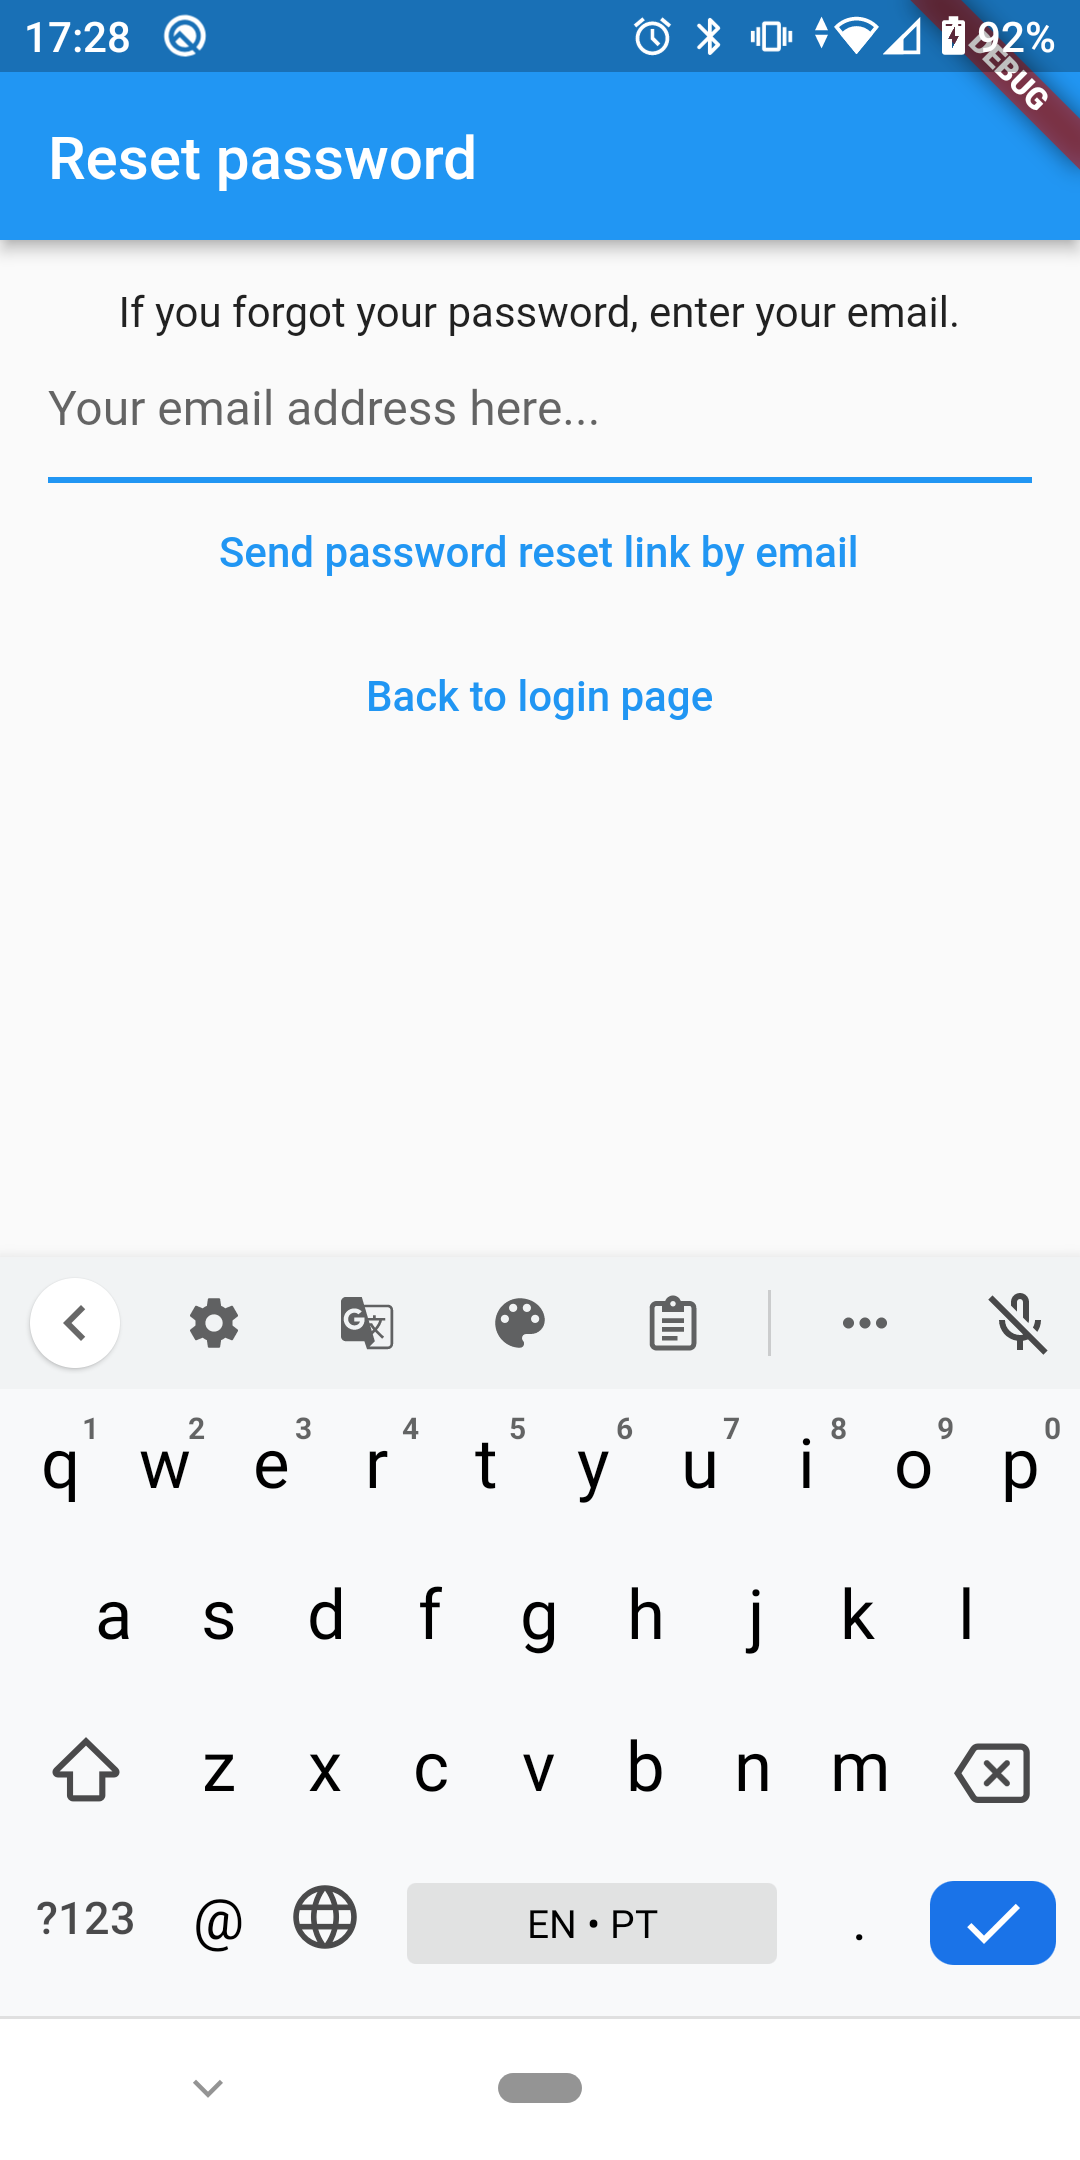 17:28
92%
DEBUG
Reset password
If you forgot your password, enter your email.
Your email address here...
Send password reset link by email
Back to login page
G 文
1 2 3 4 5 6 7 8 9 0
q w e r t y u i o p
a s d f g h j k l
z x c v b n m
?123 @ EN • PT .